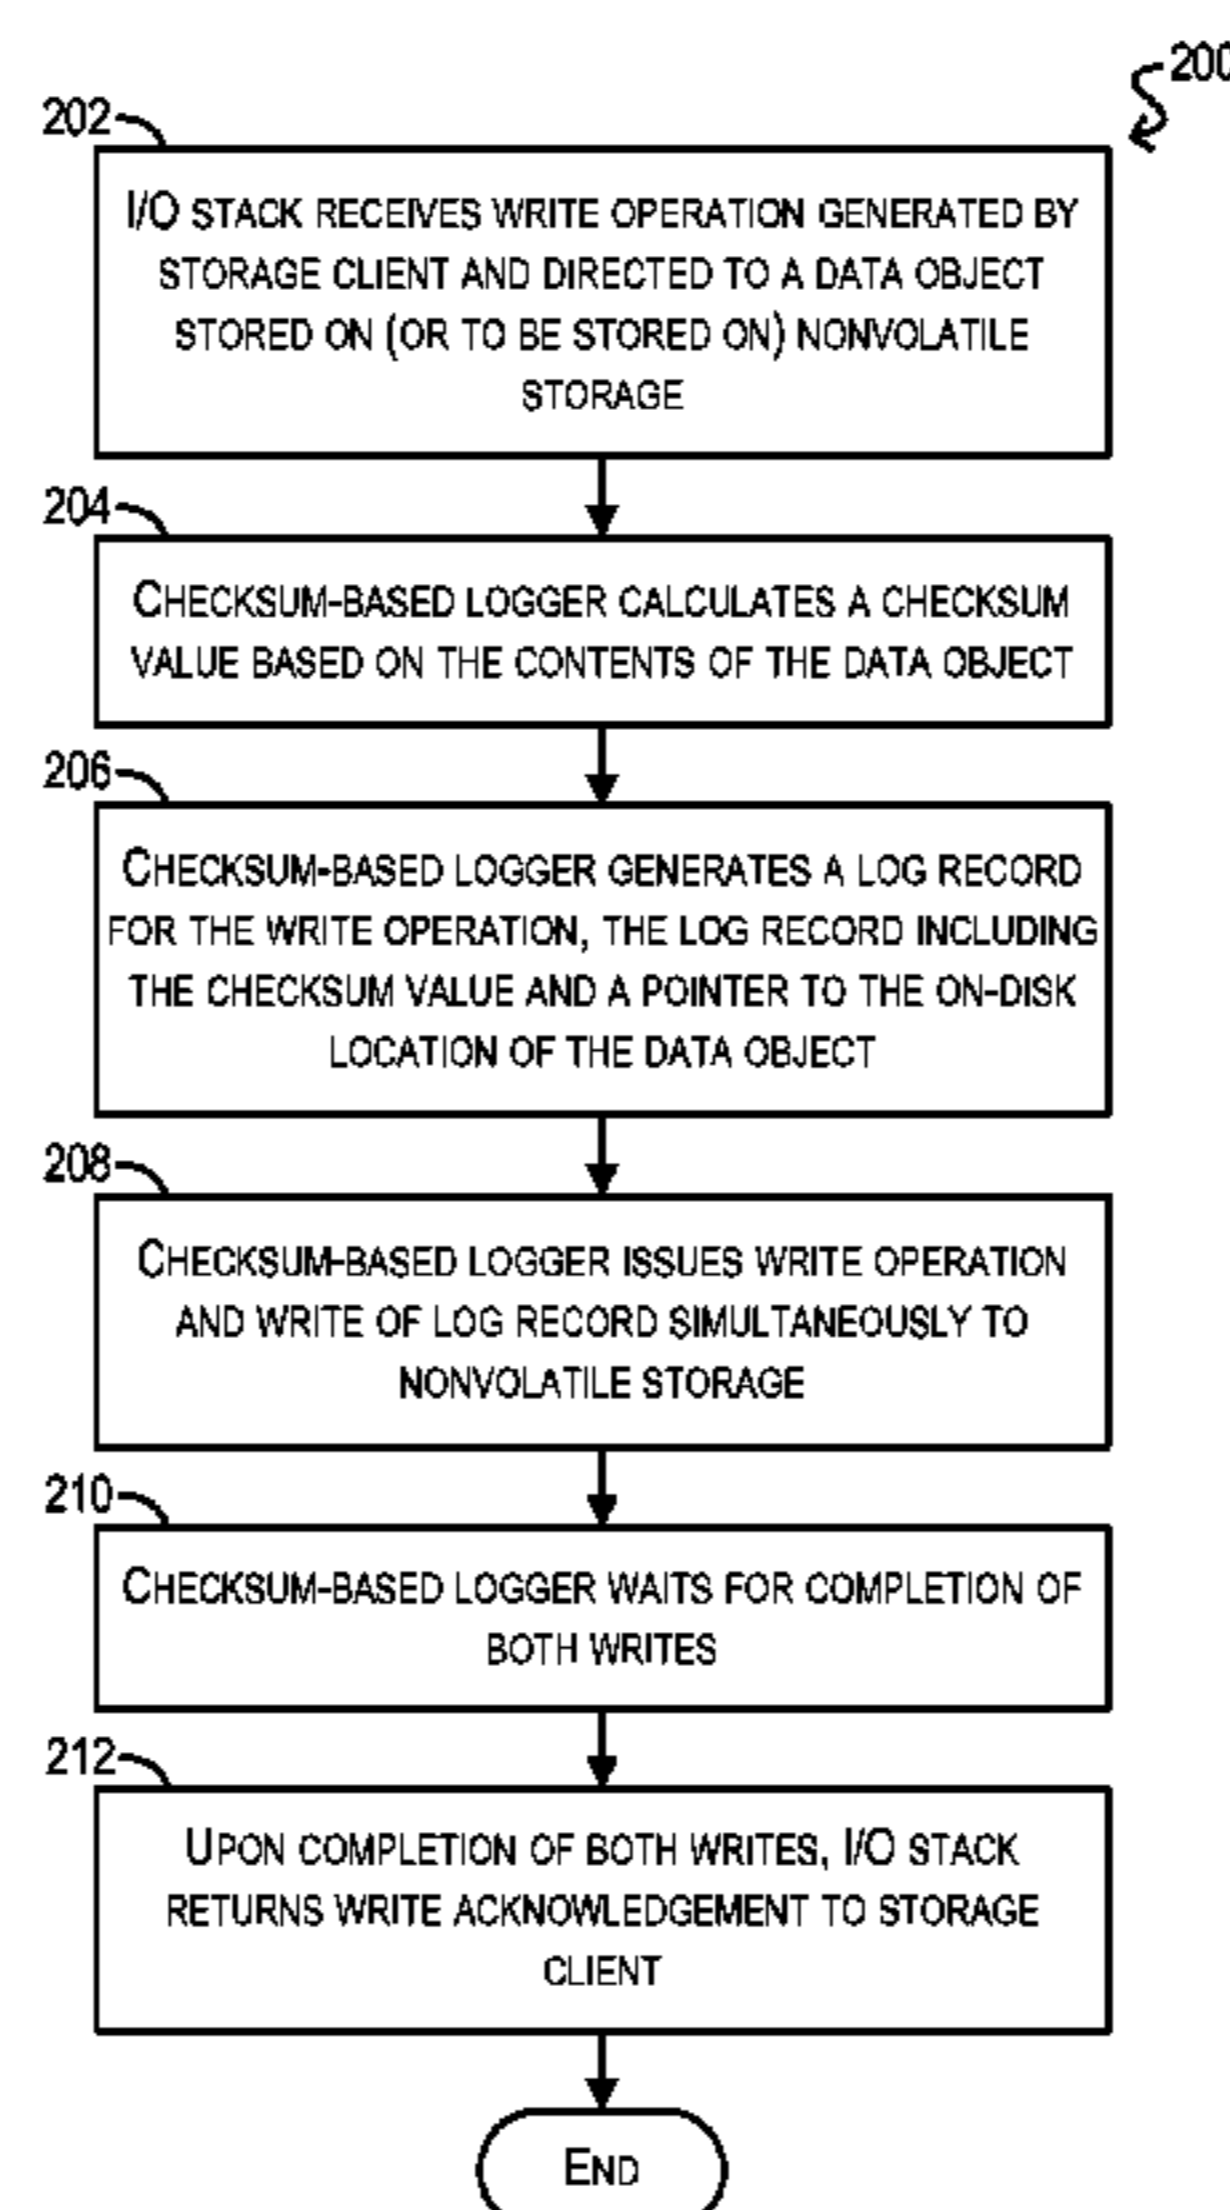 200
202
I/O STACK RECEIVES WRITE OPERATION GENERATED BY
STORAGE CLIENT AND DIRECTED TO A DATA OBJECT
STORED ON (OR TO BE STORED ON) NONVOLATILE
STORAGE
204
CHECKSUM-BASED LOGGER CALCULATES A CHECKSUM
VALUE BASED ON THE CONTENTS OF THE DATA OBJECT
206
CHECKSUM-BASED LOGGER GENERATES A LOG RECORD
FOR THE WRITE OPERATION, THE LOG RECORD INCLUDING
THE CHECKSUM VALUE AND A POINTER TO THE ON-DISK
LOCATION OF THE DATA OBJECT
208
CHECKSUM-BASED LOGGER ISSUES WRITE OPERATION
AND WRITE OF LOG RECORD SIMULTANEOUSLY TO
NONVOLATILE STORAGE
210
CHECKSUM-BASED LOGGER WAITS FOR COMPLETION OF
BOTH WRITES
212
UPON COMPLETION OF BOTH WRITES, I/O STACK
RETURNS WRITE ACKNOWLEDGEMENT TO STORAGE
CLIENT
END